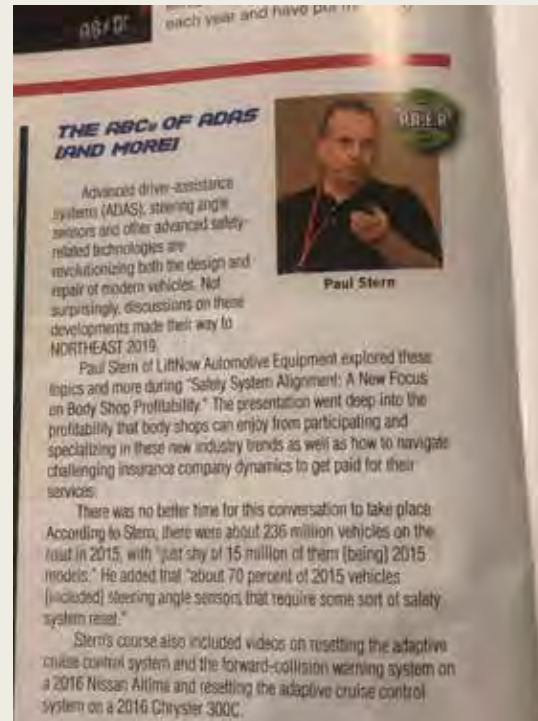 each year and have put
THE ABCs OF ADAS
(AND MORE)
P.R.E.P.
Advanced driver-assistance
systems (ADAS), steering angle
sensors and other advanced safety-
related technologies are
revolutionizing both the design and
repair of modern vehicles. Not
surprisingly, discussions on these
developments made their way to
NORTHEAST 2019.
Paul Stern
Paul Stern of LiftNow Automotive Equipment explored these
topics and more during "Safety System Alignment: A New Focus
on Body Shop Profitability." The presentation went deep into the
profitability that body shops can enjoy from participating and
specializing in these new industry trends as well as how to navigate
challenging insurance company dynamics to get paid for their
services.
There was no better time for this conversation to take place.
According to Stern, there were about 236 million vehicles on the
road in 2015, with "just shy of 15 million of them [being] 2015
models." He added that "about 70 percent of 2015 vehicles
[included] steering angle sensors that require some sort of safety
system reset."
Stern's course also included videos on resetting the adaptive
cruise control system and the forward-collision warning system on
a 2016 Nissan Altima and resetting the adaptive cruise control
system on a 2016 Chrysler 300C.